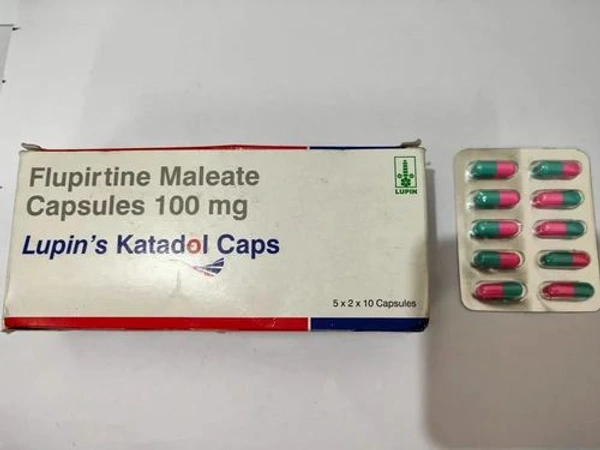 Flupirtine Maleate
Capsules 100 mg
Lupin's Katadol Caps
LUPIN
5 x 2 x 10 Capsules